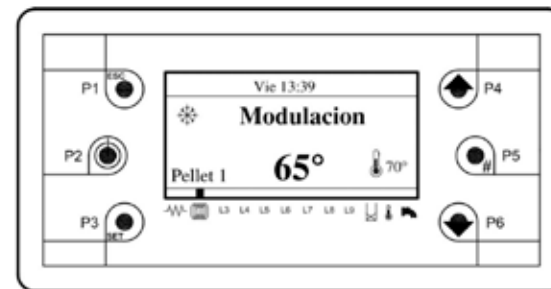 Vie 13:39
P1 ESC
Modulacion
P4
P2
Pellet 1 65° 70°
P5 #
L3 L4 L5 L6 L7 L8 L9
P3 SET
P6